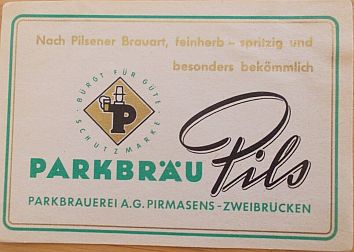 Nach Pilsener Brauart, feinherb – spritzig und
besonders bekömmlich
BÜRGT FÜR GÜTE
P
SCHUTZMARKE
PARKBRÄU Pils
PARKBRAUEREI A.G. PIRMASENS-ZWEIBRÜCKEN